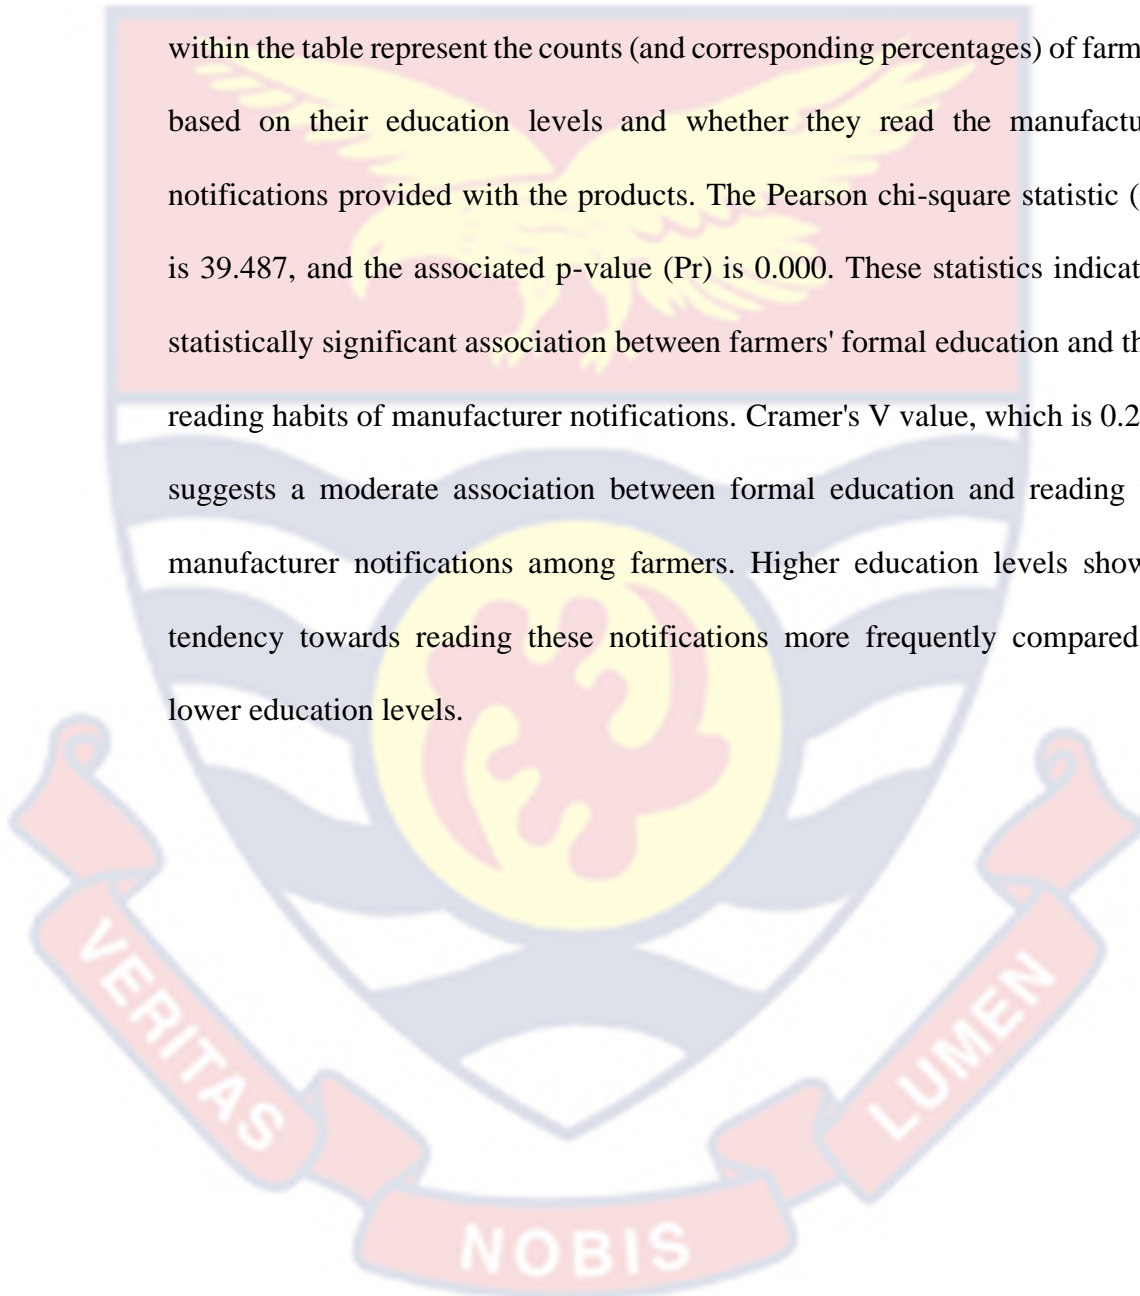 within the table represent the counts (and corresponding percentages) of farm
based on their education levels and whether they read the manufactu
notifications provided with the products. The Pearson chi-square statistic (
is 39.487, and the associated p-value (Pr) is 0.000. These statistics indicat
statistically significant association between farmers' formal education and th
reading habits of manufacturer notifications. Cramer's V value, which is 0.2
suggests a moderate association between formal education and reading
manufacturer notifications among farmers. Higher education levels show
tendency towards reading these notifications more frequently compared
lower education levels.
VERITAS
NOBIS
LUMEN